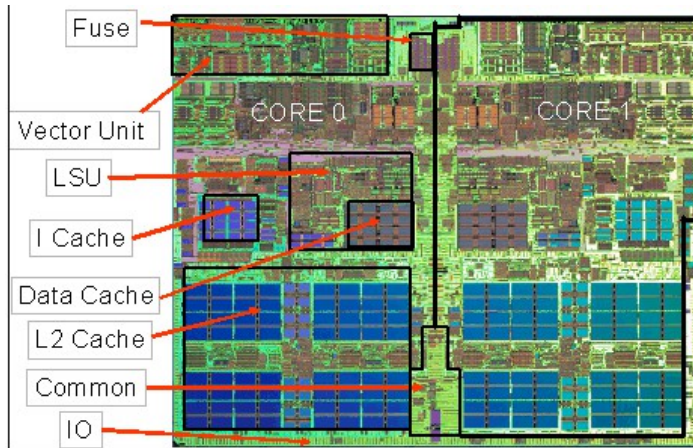 Fuse
CORE 0
CORE 1
Vector Unit
LSU
I Cache
Data Cache
L2 Cache
Common
IO